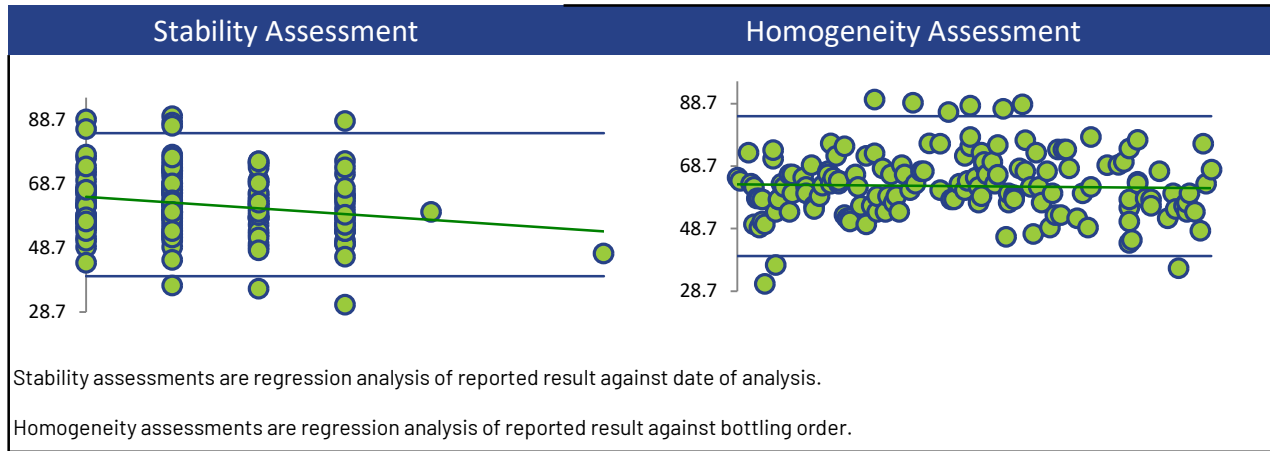 Stability Assessment
Homogeneity Assessment
88.7
68.7
48.7
28.7
88.7
68.7
48.7
28.7
Stability assessments are regression analysis of reported result against date of analysis.
Homogeneity assessments are regression analysis of reported result against bottling order.